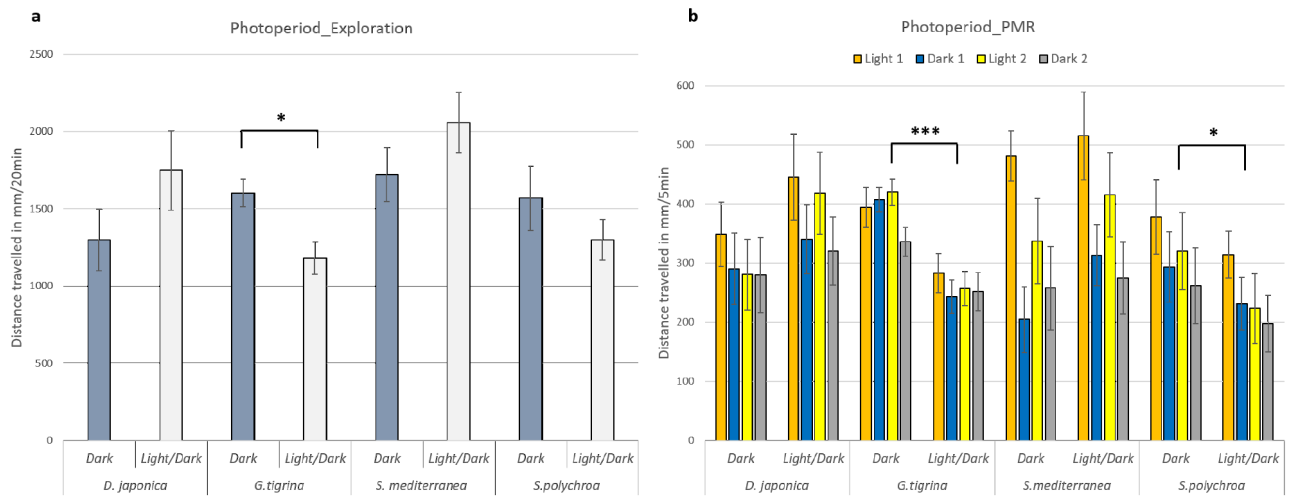 a
Photoperiod_Exploration
Distance travelled in mm/20min
2500
2000
1500
1000
500
0
*
Dark Light/Dark Dark Light/Dark Dark Light/Dark Dark Light/Dark
D. japonica G.tigrina S. mediterranea S.polychroa
b
Photoperiod_PMR
Light 1 Dark 1 Light 2 Dark 2
Distance travelled in mm/5min
600
500
400
300
200
100
0
*** *
Dark Light/Dark Dark Light/Dark Dark Light/Dark Dark Light/Dark
D. japonica G.tigrina S. mediterranea S.polychroa